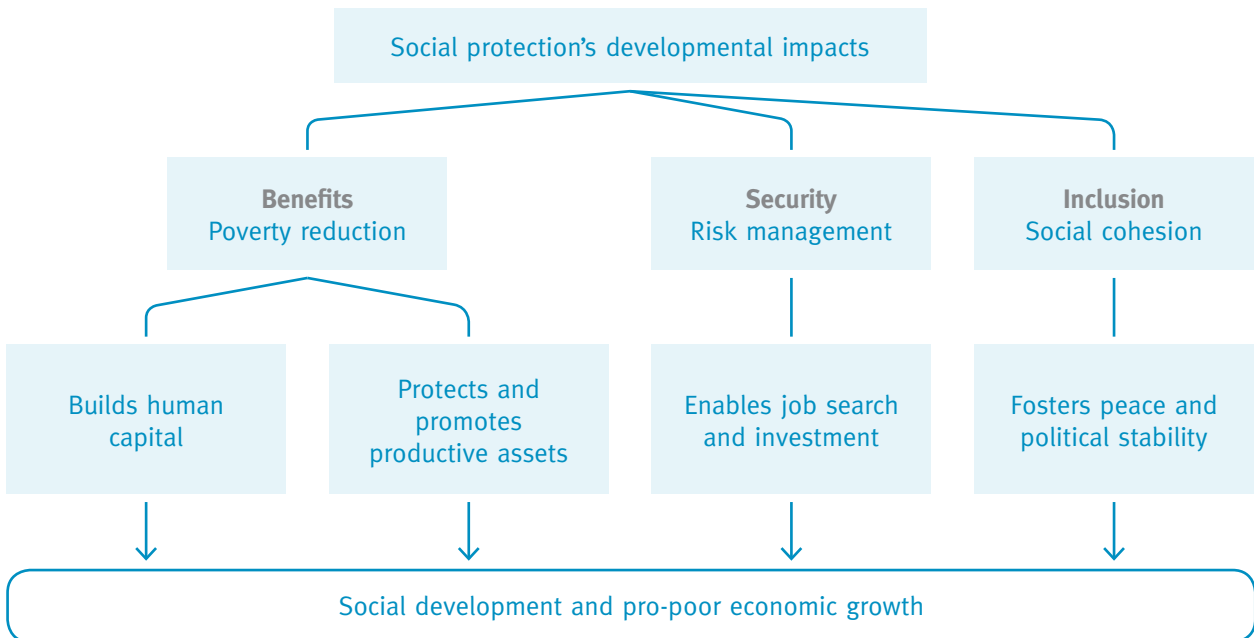 Social protection’s developmental impacts
Benefits
Poverty reduction
Security
Risk management
Inclusion
Social cohesion
Builds human
capital
Protects and
promotes
productive assets
Enables job search
and investment
Fosters peace and
political stability
Social development and pro-poor economic growth